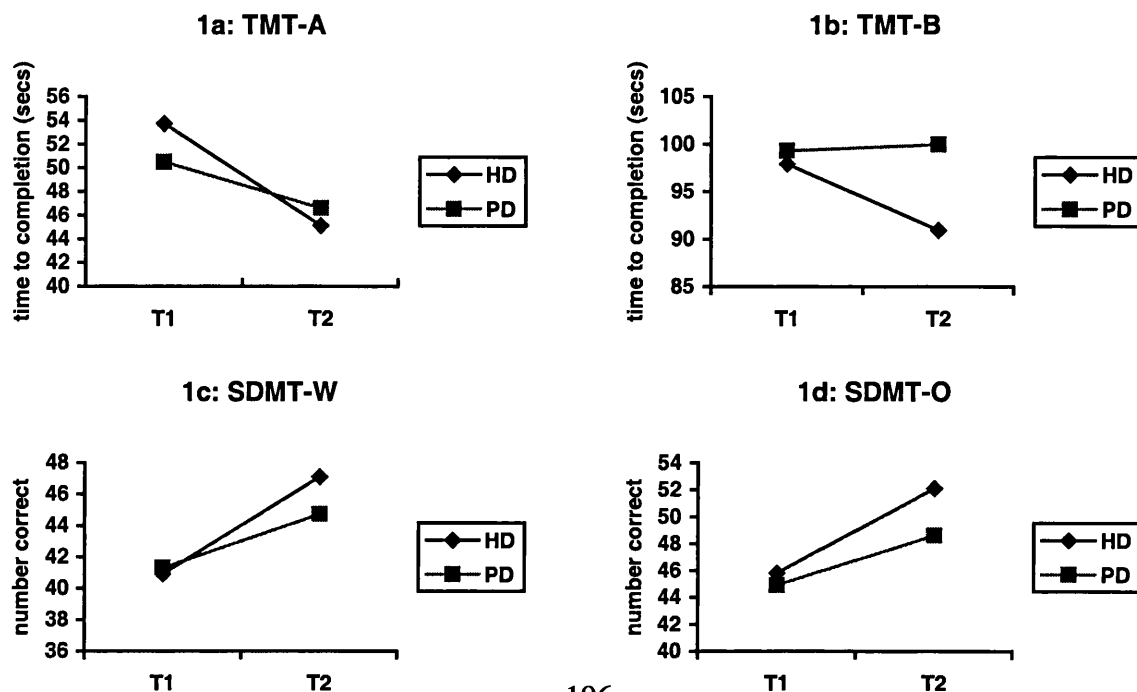 1a: TMT-A
time to completion (secs)
56
54
52
50
48
46
44
42
40
T1 T2
HD
PD
1b: TMT-B
time to completion (secs)
105
100
95
90
85
T1 T2
HD
PD
1c: SDMT-W
number correct
48
46
44
42
40
38
36
T1 T2
HD
PD
1d: SDMT-O
number correct
54
52
50
48
46
44
42
40
T1 T2
HD
PD